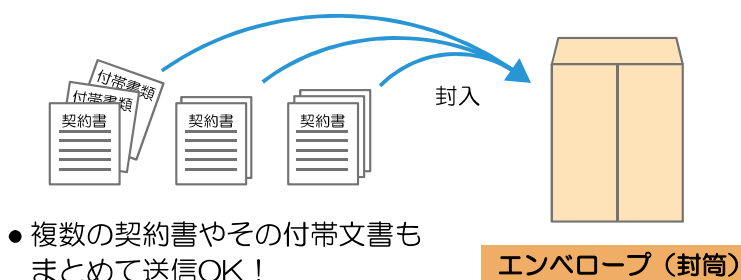 付帯書類
付帯書類
契約書
契約書
契約書
封入
● 複数の契約書やその付帯文書も
まとめて送信OK！
エンベロープ（封筒）